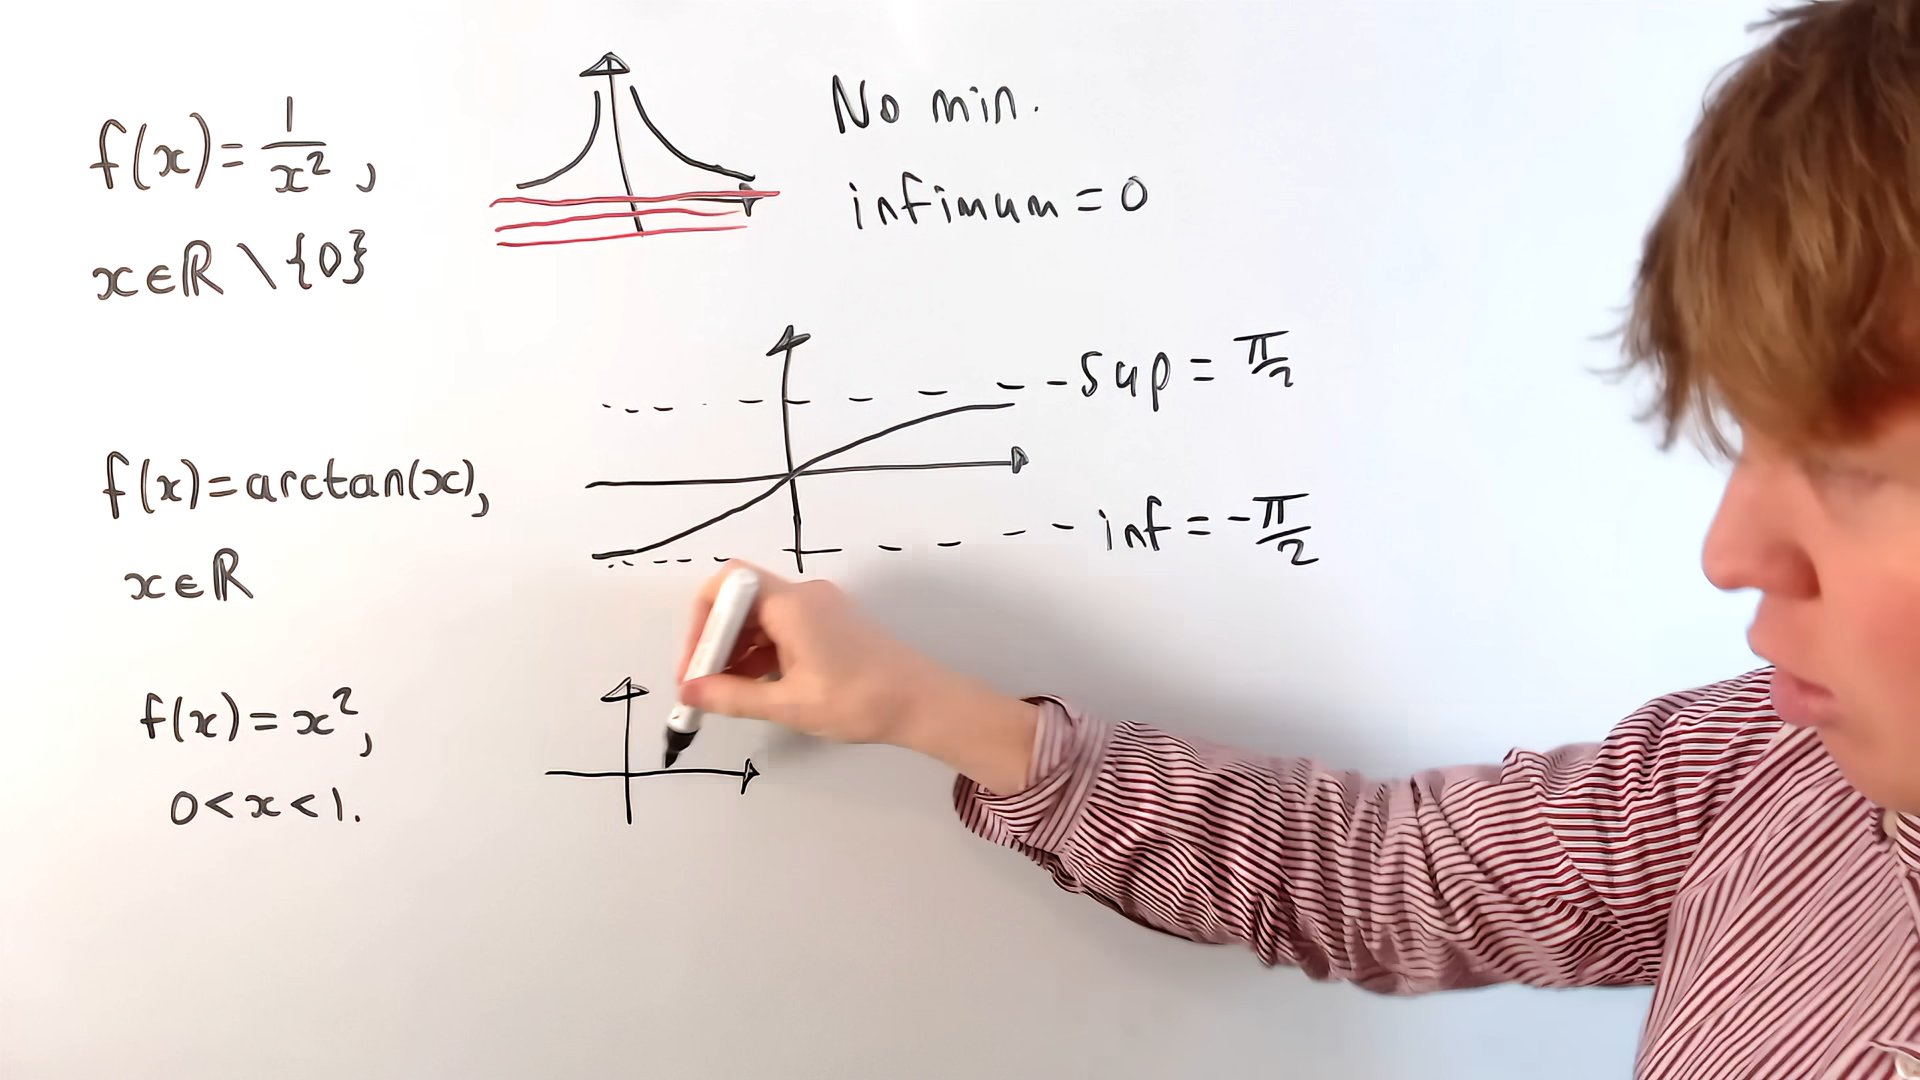 f(x)=1/x²,
x∈ℝ∖{0}
No min.
infimum=0
f(x)=arctan(x),
x∈ℝ
sup=π/2
inf=-π/2
f(x)=x²,
0<x<1.